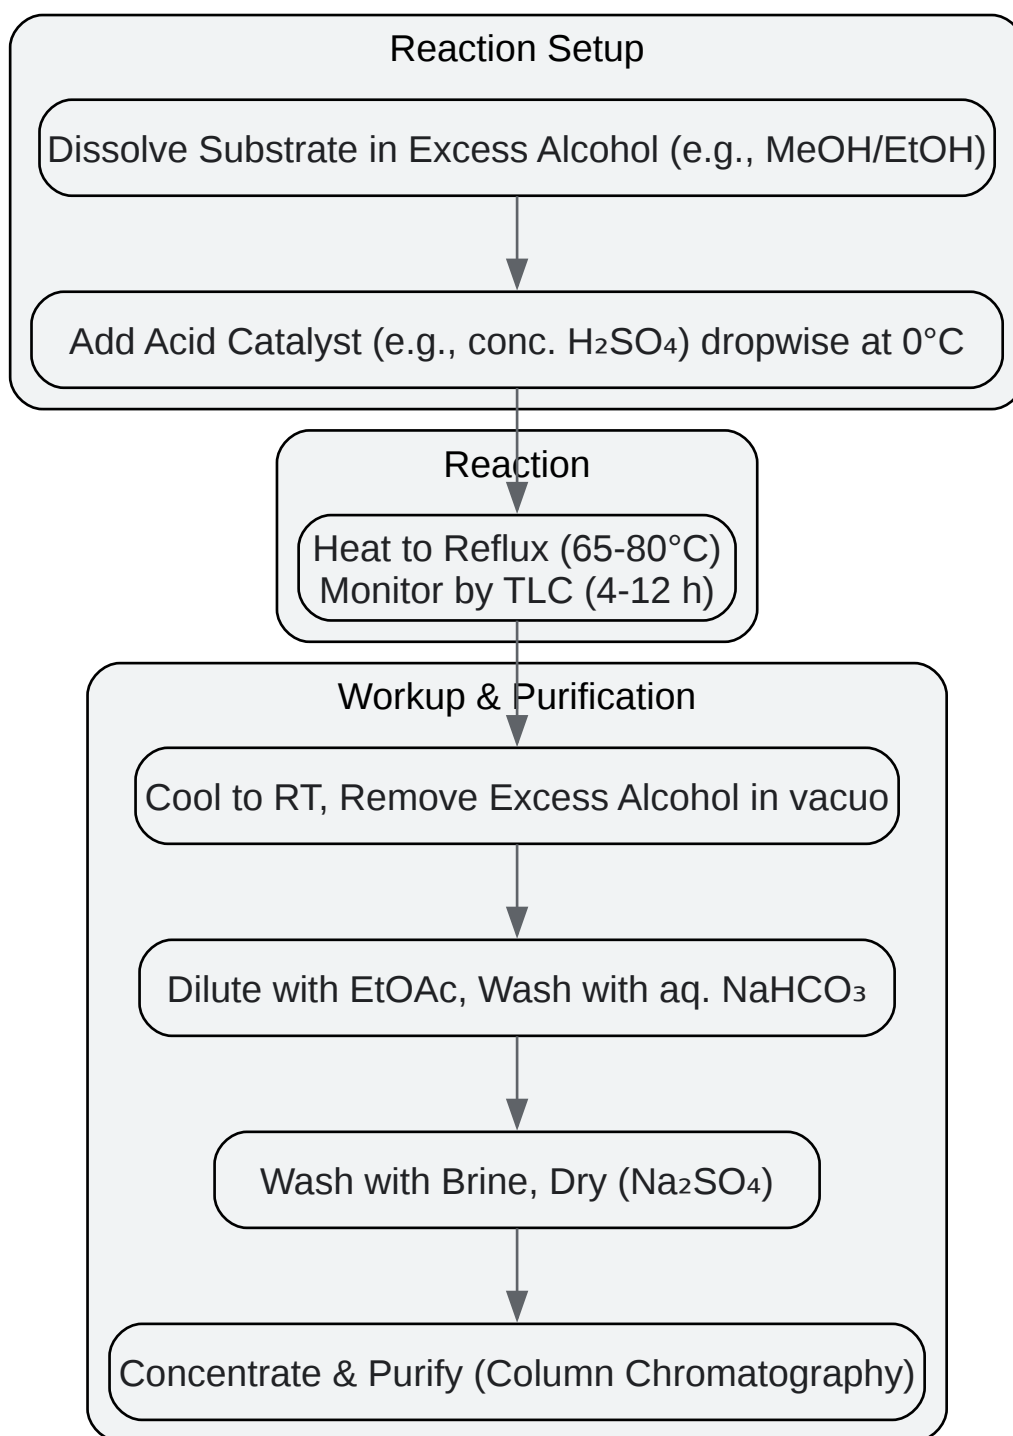 Reaction Setup
Dissolve Substrate in Excess Alcohol (e.g., MeOH/EtOH)
Add Acid Catalyst (e.g., conc. H₂SO₄) dropwise at 0°C
Reaction
Heat to Reflux (65-80°C)
Monitor by TLC (4-12 h)
Workup & Purification
Cool to RT, Remove Excess Alcohol in vacuo
Dilute with EtOAc, Wash with aq. NaHCO₃
Wash with Brine, Dry (Na₂SO₄)
Concentrate & Purify (Column Chromatography)